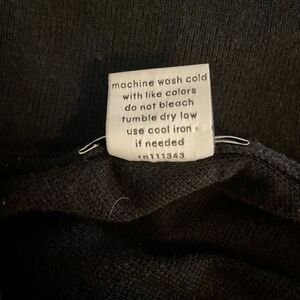 machine wash cold
with like colors
do not bleach
tumble dry low
use cool iron
if needed
rn111343